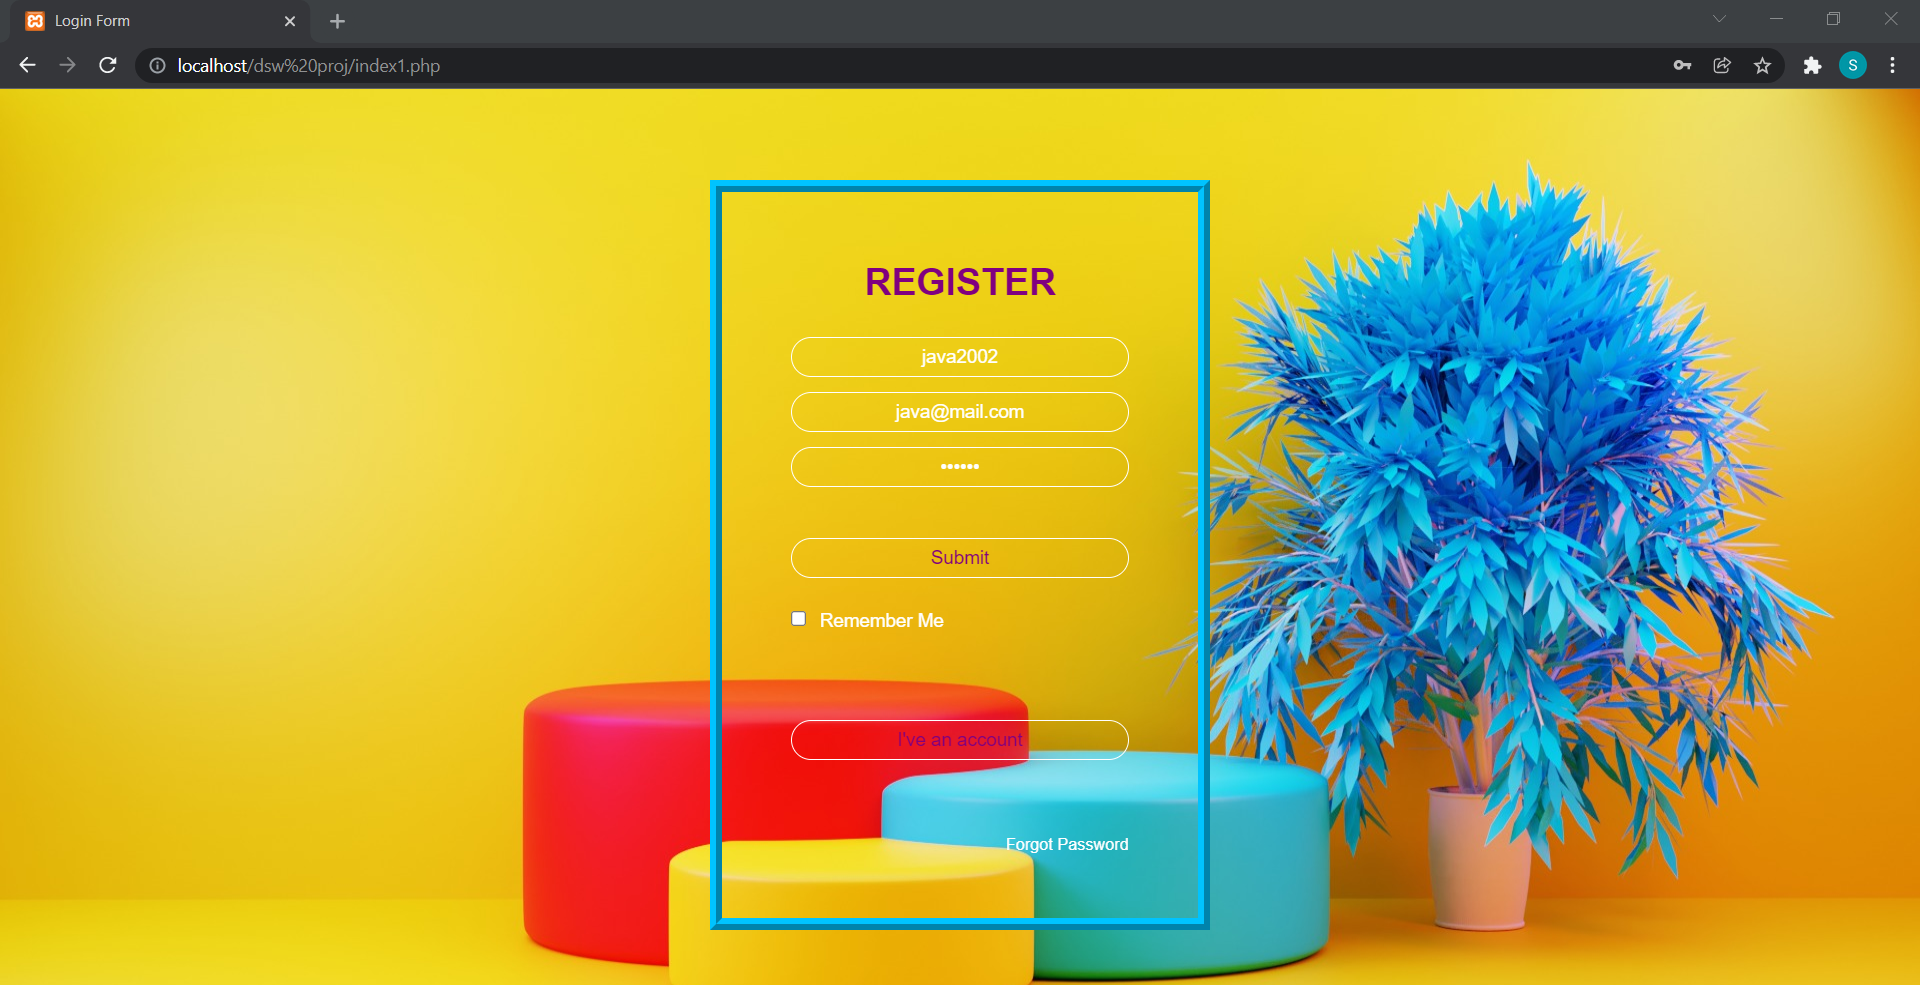 Login Form
localhost/dsw%20proj/index1.php
S
REGISTER
java2002
java@mail.com
••••••
Submit
Remember Me
I've an account
Forgot Password